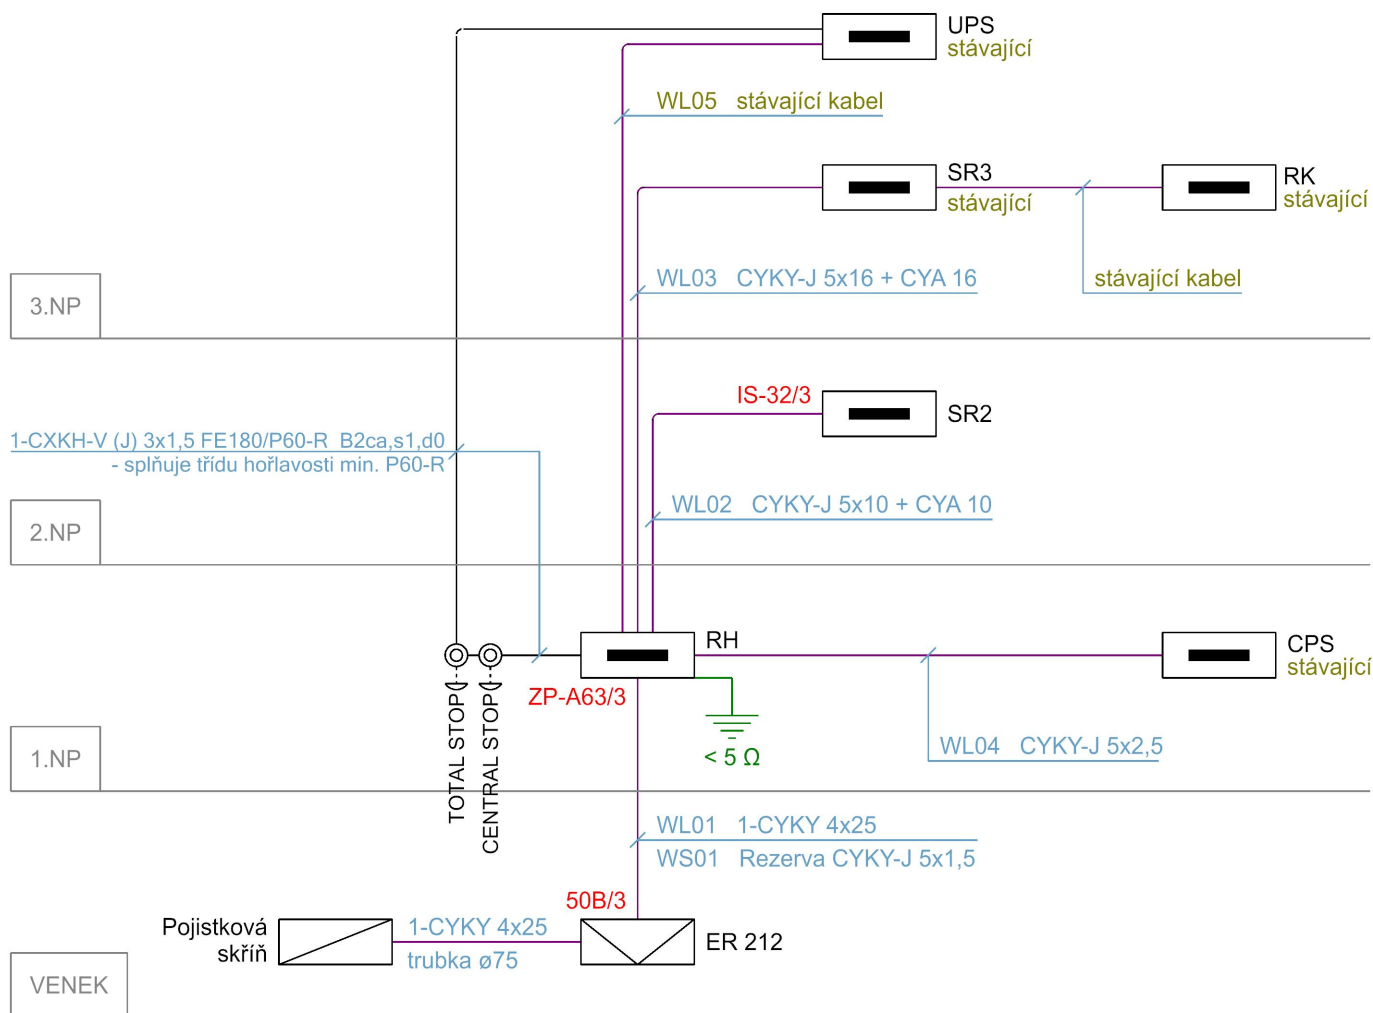 UPS
stávající
WL05 stávající kabel
SR3
stávající
RK
stávající
WL03 CYKY-J 5x16 + CYA 16
stávající kabel
3.NP
IS-32/3
SR2
1-CXKH-V (J) 3x1,5 FE180/P60-R B2ca,s1,d0
- splňuje třídu hořlavosti min. P60-R
WL02 CYKY-J 5x10 + CYA 10
2.NP
RH
CPS
stávající
ZP-A63/3
TOTAL STOP
CENTRAL STOP
< 5 Ω
WL04 CYKY-J 5x2,5
1.NP
WL01 1-CYKY 4x25
WS01 Rezerva CYKY-J 5x1,5
50B/3
Pojistková
skříň
1-CYKY 4x25
trubka ø75
ER 212
VENEK